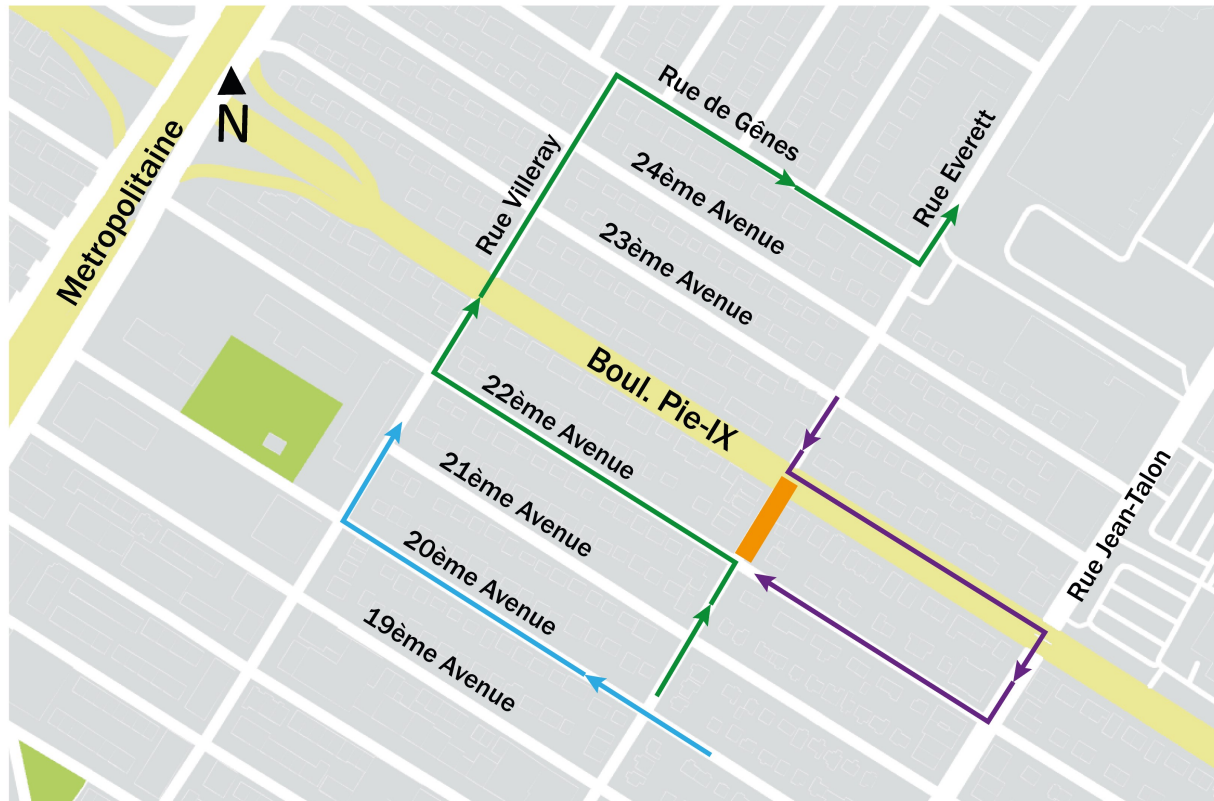 N
Metropolitaine
Rue Villeray
Rue de Gênes
Rue Everett
24ème Avenue
23ème Avenue
Boul. Pie-IX
22ème Avenue
21ème Avenue
20ème Avenue
19ème Avenue
Rue Jean-Talon